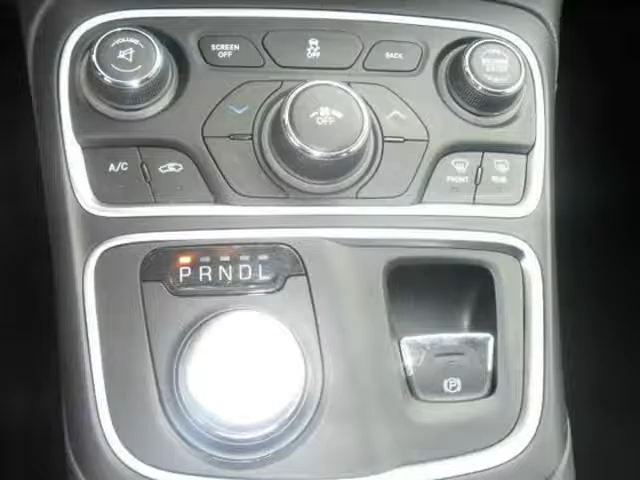 VOLUME
SCREEN
OFF
OFF
BACK
OFF
A/C
FRONT
REAR
PRNDL
P